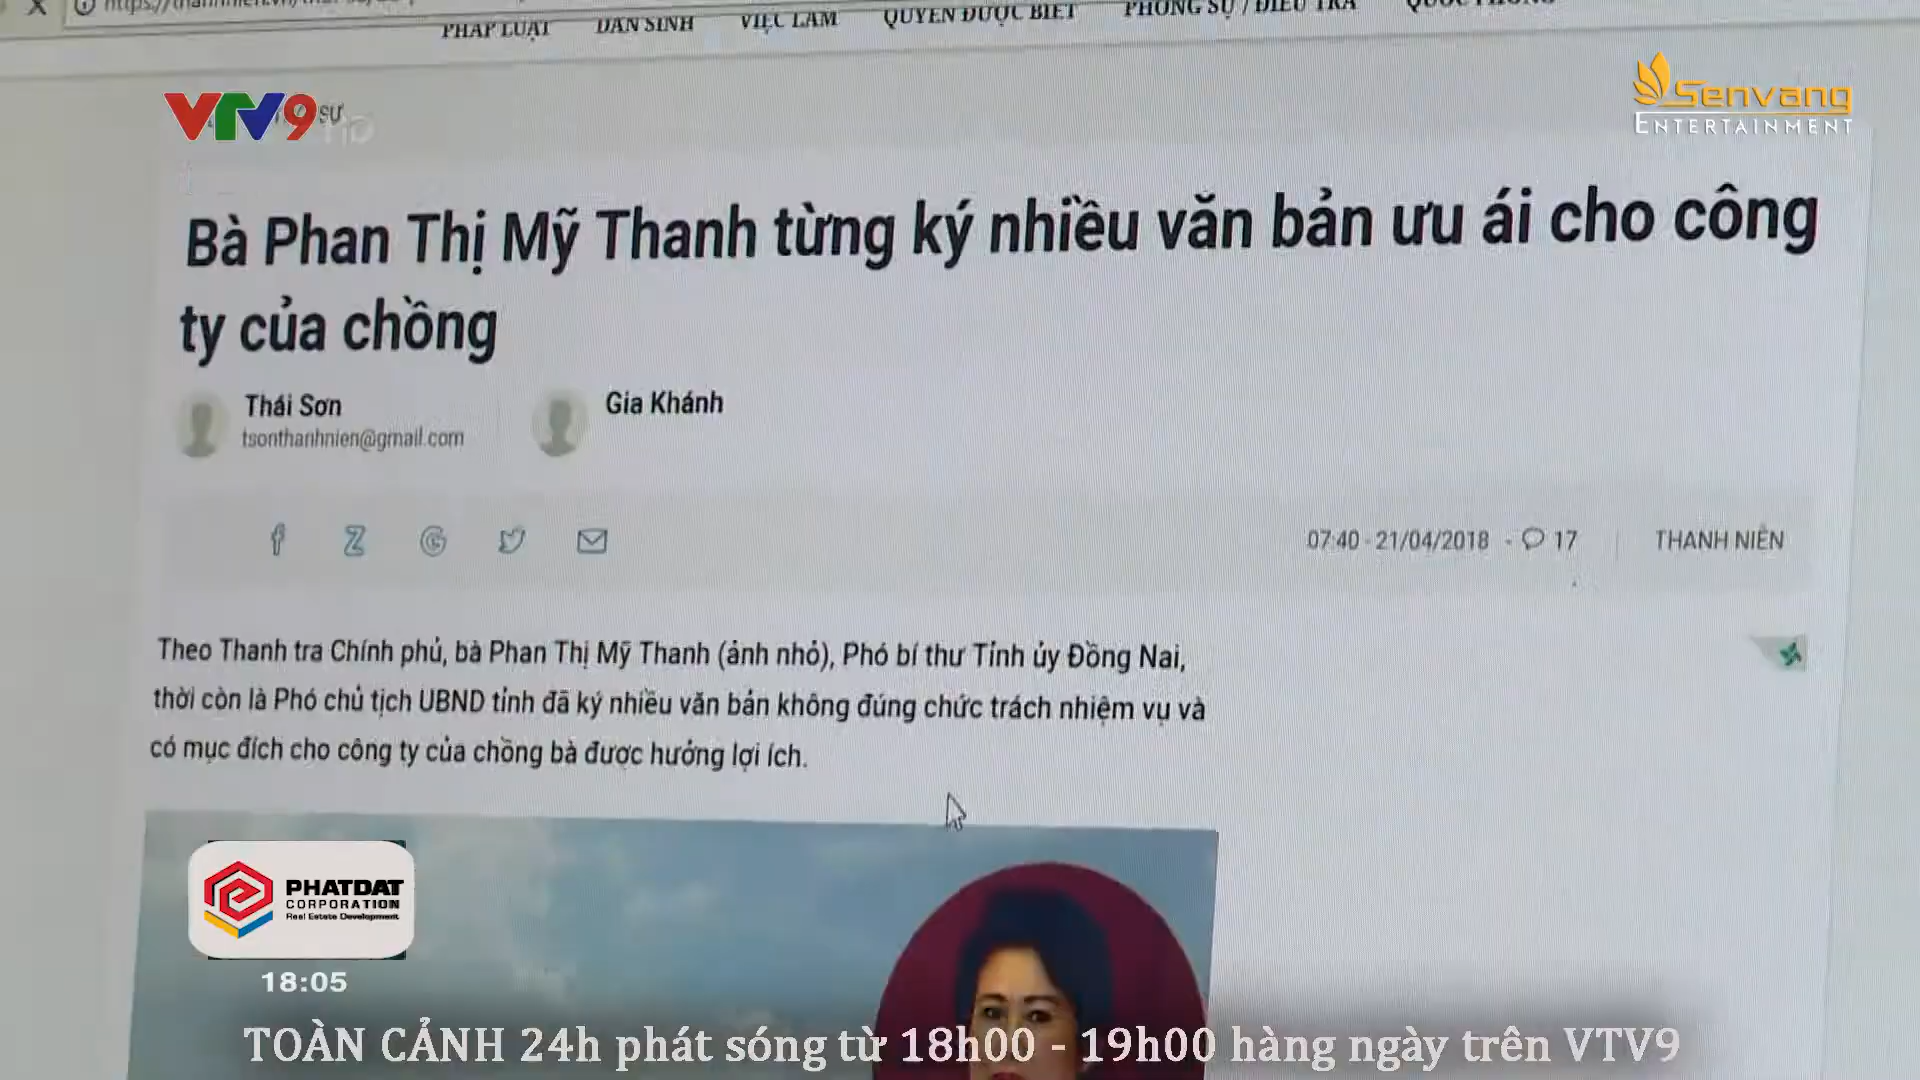 PHÁP LUẬT DÂN SINH VIỆC LÀM QUYỀN ĐƯỢC BIẾT PHÓNG SỰ / ĐIỀU TRA
VTV9
SỰ
Senvang
ENTERTAINMENT
Bà Phan Thị Mỹ Thanh từng ký nhiều văn bản ưu ái cho công
ty của chồng
Thái Sơn
tsonthanhnien@gmail.com
Gia Khánh
07:40 - 21/04/2018 - 17 THANH NIÊN
Theo Thanh tra Chính phủ, bà Phan Thị Mỹ Thanh (ảnh nhỏ), Phó bí thư Tỉnh ủy Đồng Nai,
thời còn là Phó chủ tịch UBND tỉnh đã ký nhiều văn bản không đúng chức trách nhiệm vụ và
có mục đích cho công ty của chồng bà được hưởng lợi ích.
PHATDAT
CORPORATION
Real Estate Development
18:05
TOÀN CẢNH 24h phát sóng từ 18h00 - 19h00 hàng ngày trên VTV9